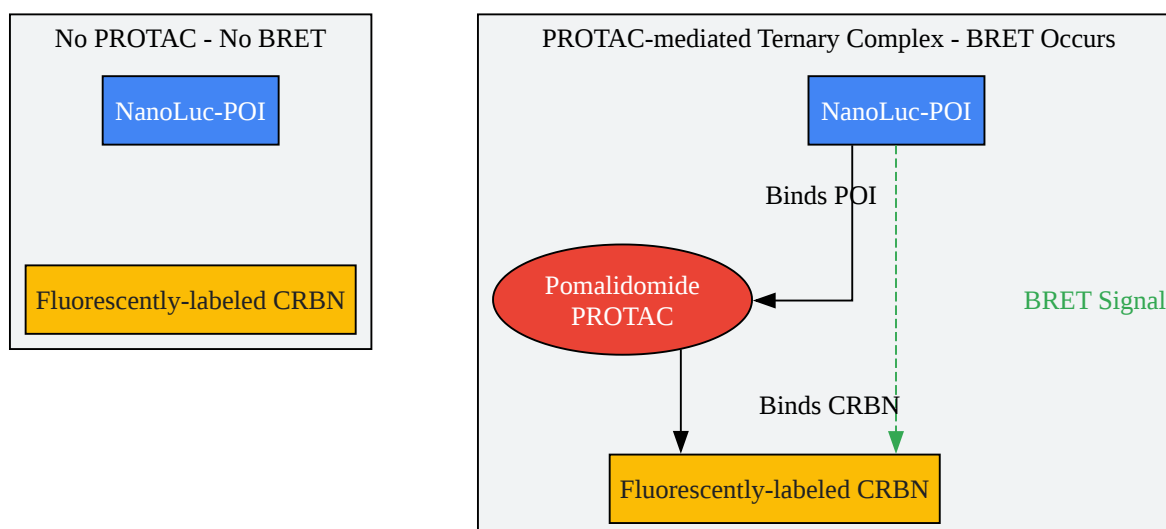 No PROTAC - No BRET
NanoLuc-POI
Fluorescently-labeled CRBN
PROTAC-mediated Ternary Complex - BRET Occurs
NanoLuc-POI
Binds POI
Pomalidomide
PROTAC
BRET Signal
Binds CRBN
Fluorescently-labeled CRBN